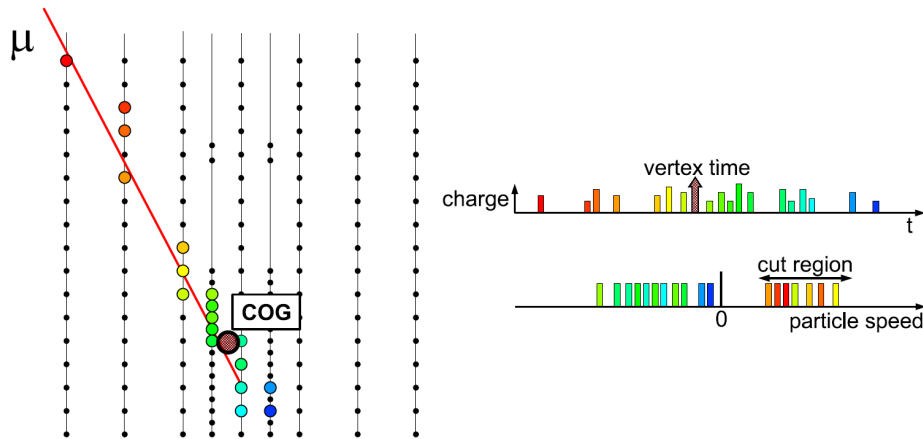 μ
COG
vertex time
charge
t
cut region
0
particle speed